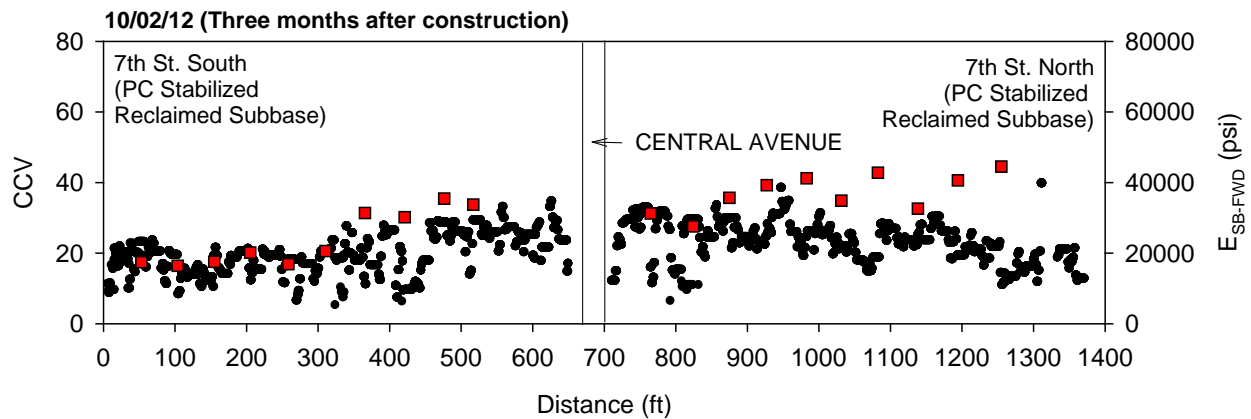 10/02/12 (Three months after construction)
80
60
40
20
0
CCV
7th St. South
(PC Stabilized
Reclaimed Subbase)
CENTRAL AVENUE
7th St. North
(PC Stabilized
Reclaimed Subbase)
80000
60000
40000
20000
0
E_SB-FWD (psi)
0 100 200 300 400 500 600 700 800 900 1000 1100 1200 1300 1400
Distance (ft)